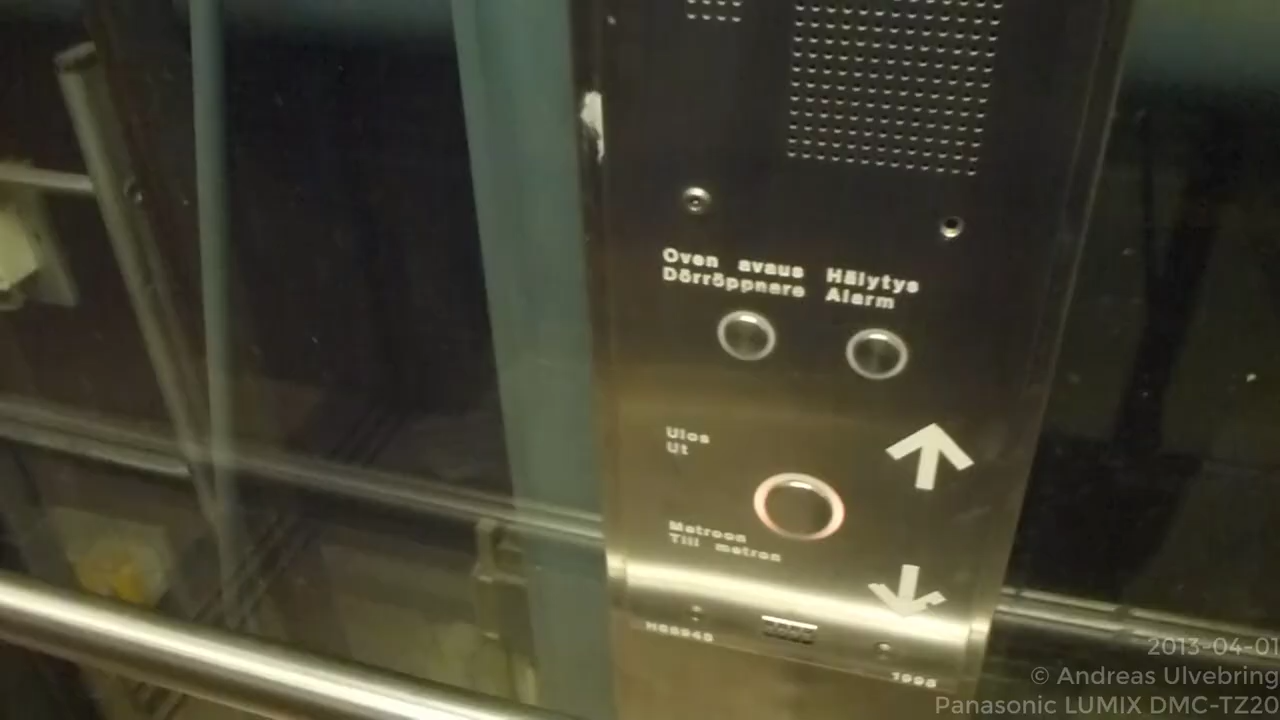 Oven avaus
Dörröppnare
Hälytys
Alarm
Ulos
Ut
Metroon
Till metron
1998
2013-04-01
© Andreas Ulvebring
Panasonic LUMIX DMC-TZ20